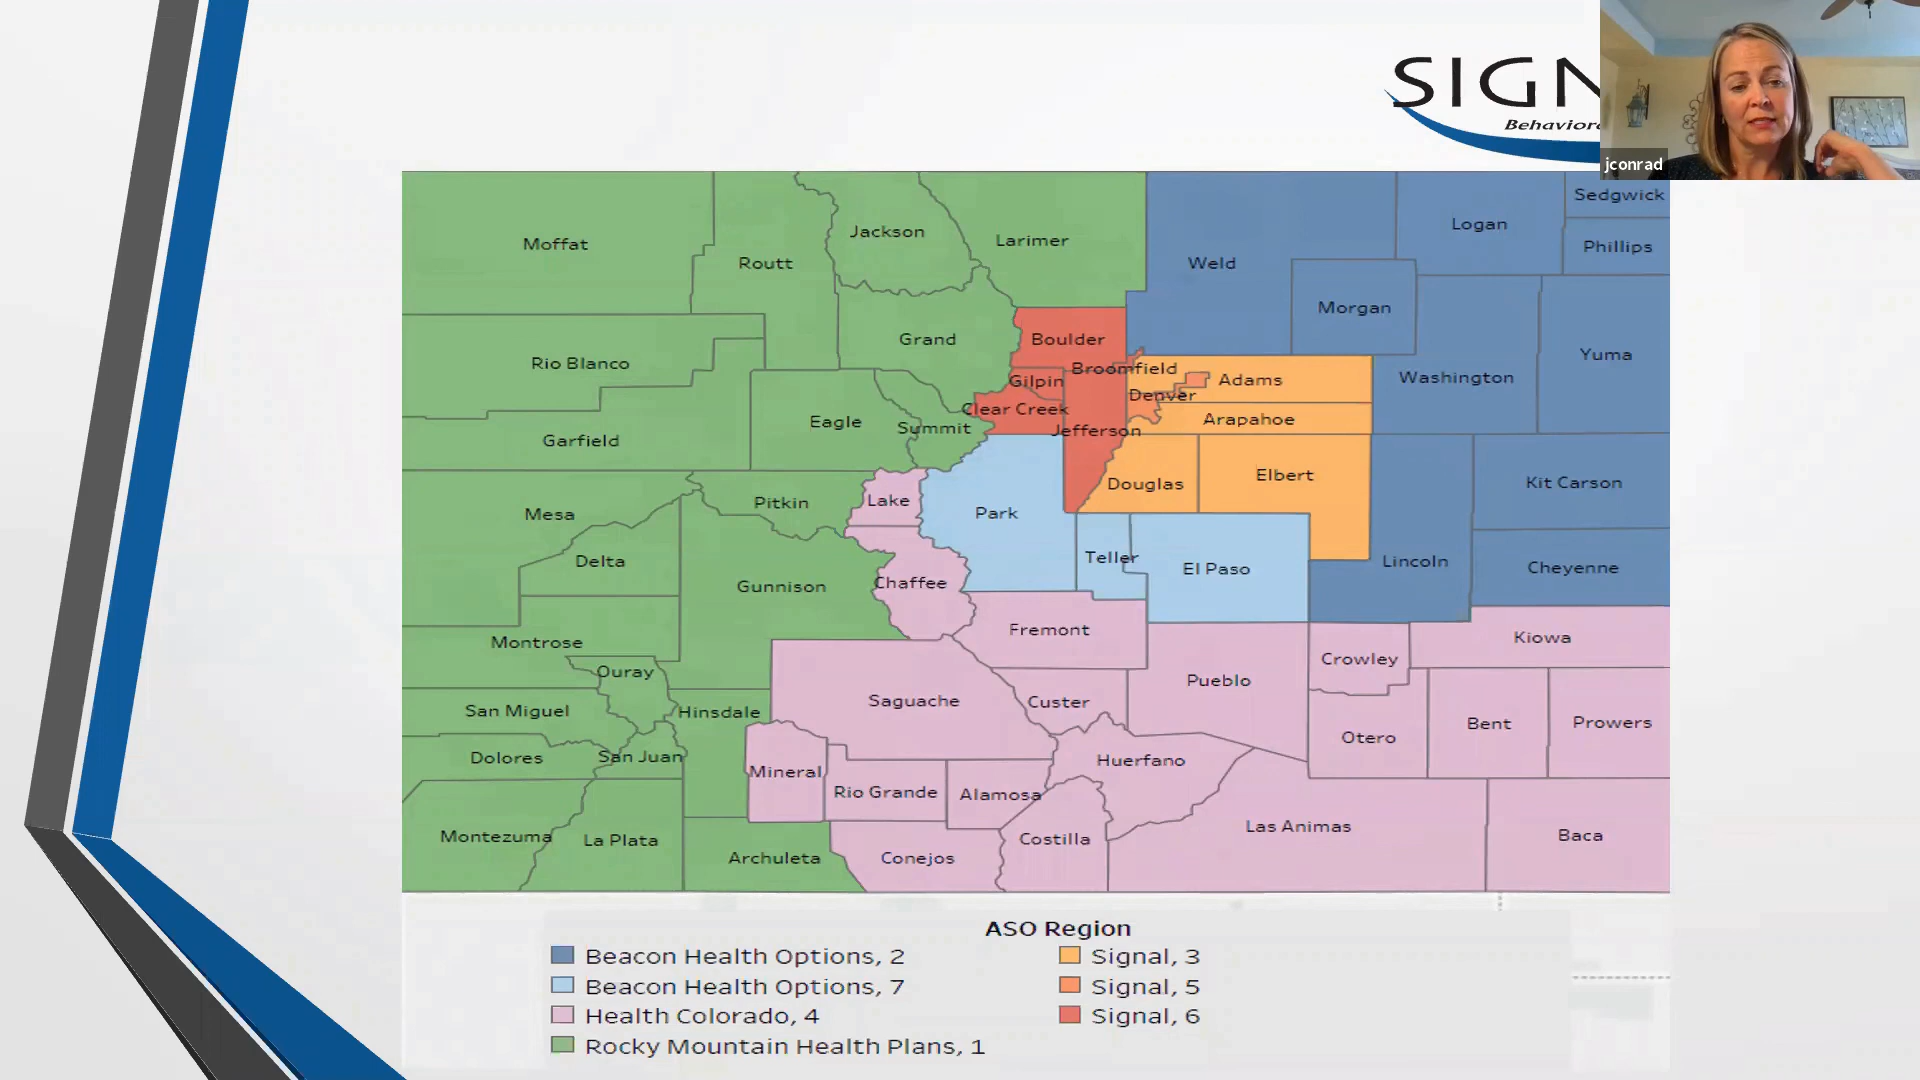 SIGN
Behaviora
jconrad
Sedgwick
Logan
Jackson
Larimer
Moffat
Phillips
Routt
Weld
Morgan
Grand
Boulder
Yuma
Rio Blanco
Broomfield
Gilpin
Adams
Washington
Denver
Clear Creek
Eagle
Summit
Arapahoe
Jefferson
Garfield
Elbert
Douglas
Kit Carson
Lake
Pitkin
Park
Mesa
Delta
Teller
El Paso
Lincoln
Cheyenne
Gunnison
Chaffee
Fremont
Kiowa
Montrose
Crowley
Ouray
Pueblo
Saguache
Custer
San Miguel
Hinsdale
Bent
Prowers
Otero
Dolores
San Juan
Huerfano
Mineral
Rio Grande
Alamosa
Las Animas
Baca
Montezuma
La Plata
Costilla
Archuleta
Conejos
ASO Region
Beacon Health Options, 2
Beacon Health Options, 7
Health Colorado, 4
Rocky Mountain Health Plans, 1
Signal, 3
Signal, 5
Signal, 6